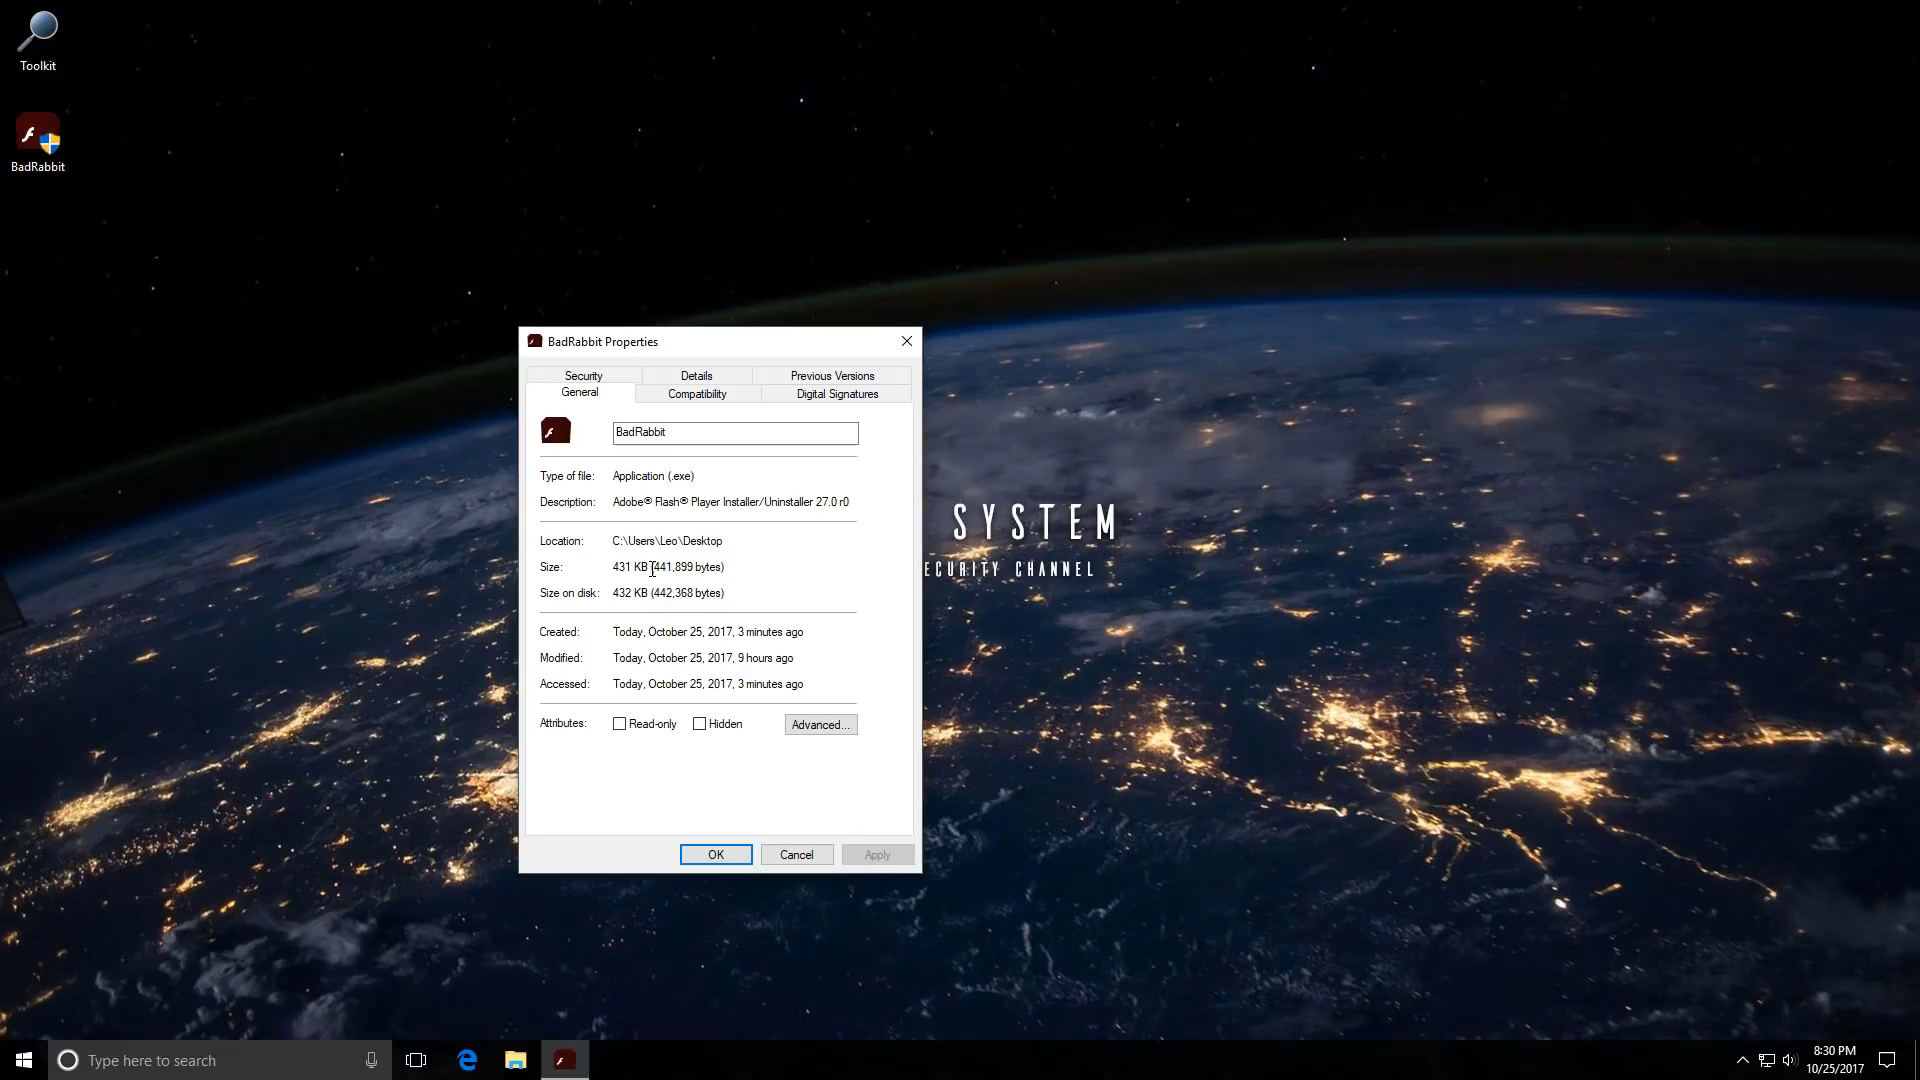 Toolkit
BadRabbit
BadRabbit Properties
Security Details Previous Versions
General Compatibility Digital Signatures
BadRabbit
Type of file: Application (.exe)
Description: Adobe® Flash® Player Installer/Uninstaller 27.0 r0
Location: C:\Users\Leo\Desktop
Size: 431 KB (441,899 bytes)
Size on disk: 432 KB (442,368 bytes)
Created: Today, October 25, 2017, 3 minutes ago
Modified: Today, October 25, 2017, 9 hours ago
Accessed: Today, October 25, 2017, 3 minutes ago
Attributes: Read-only Hidden Advanced...
OK Cancel Apply
SYSTEM
ECURITY CHANNEL
Type here to search
8:30 PM
10/25/2017